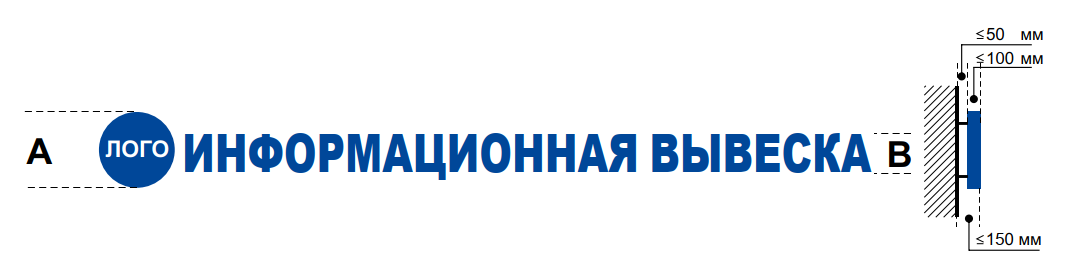 ≤50 мм
≤100 мм
А ЛОГО ИНФОРМАЦИОННАЯ ВЫВЕСКА В
≤150 мм